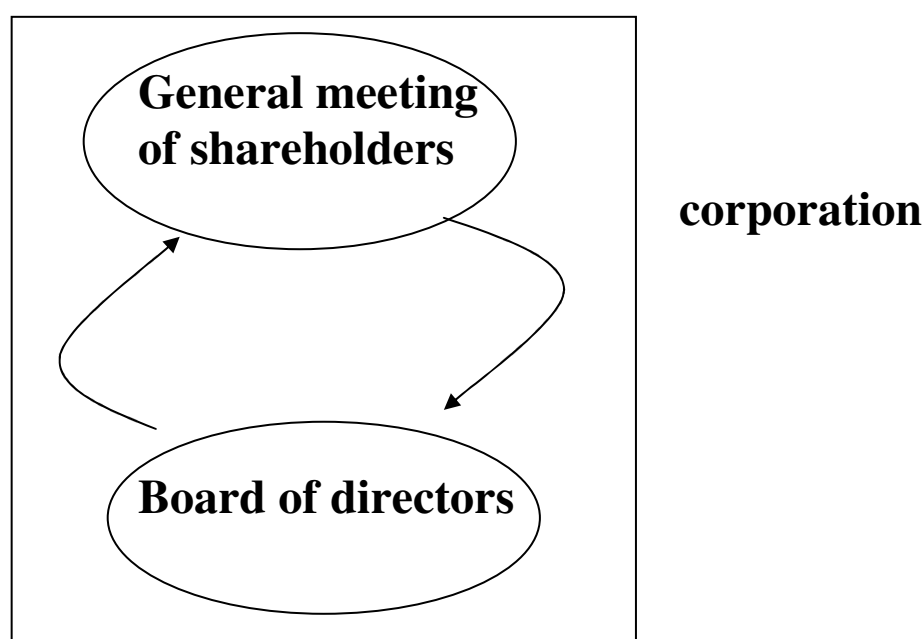 General meeting
of shareholders
corporation
Board of directors